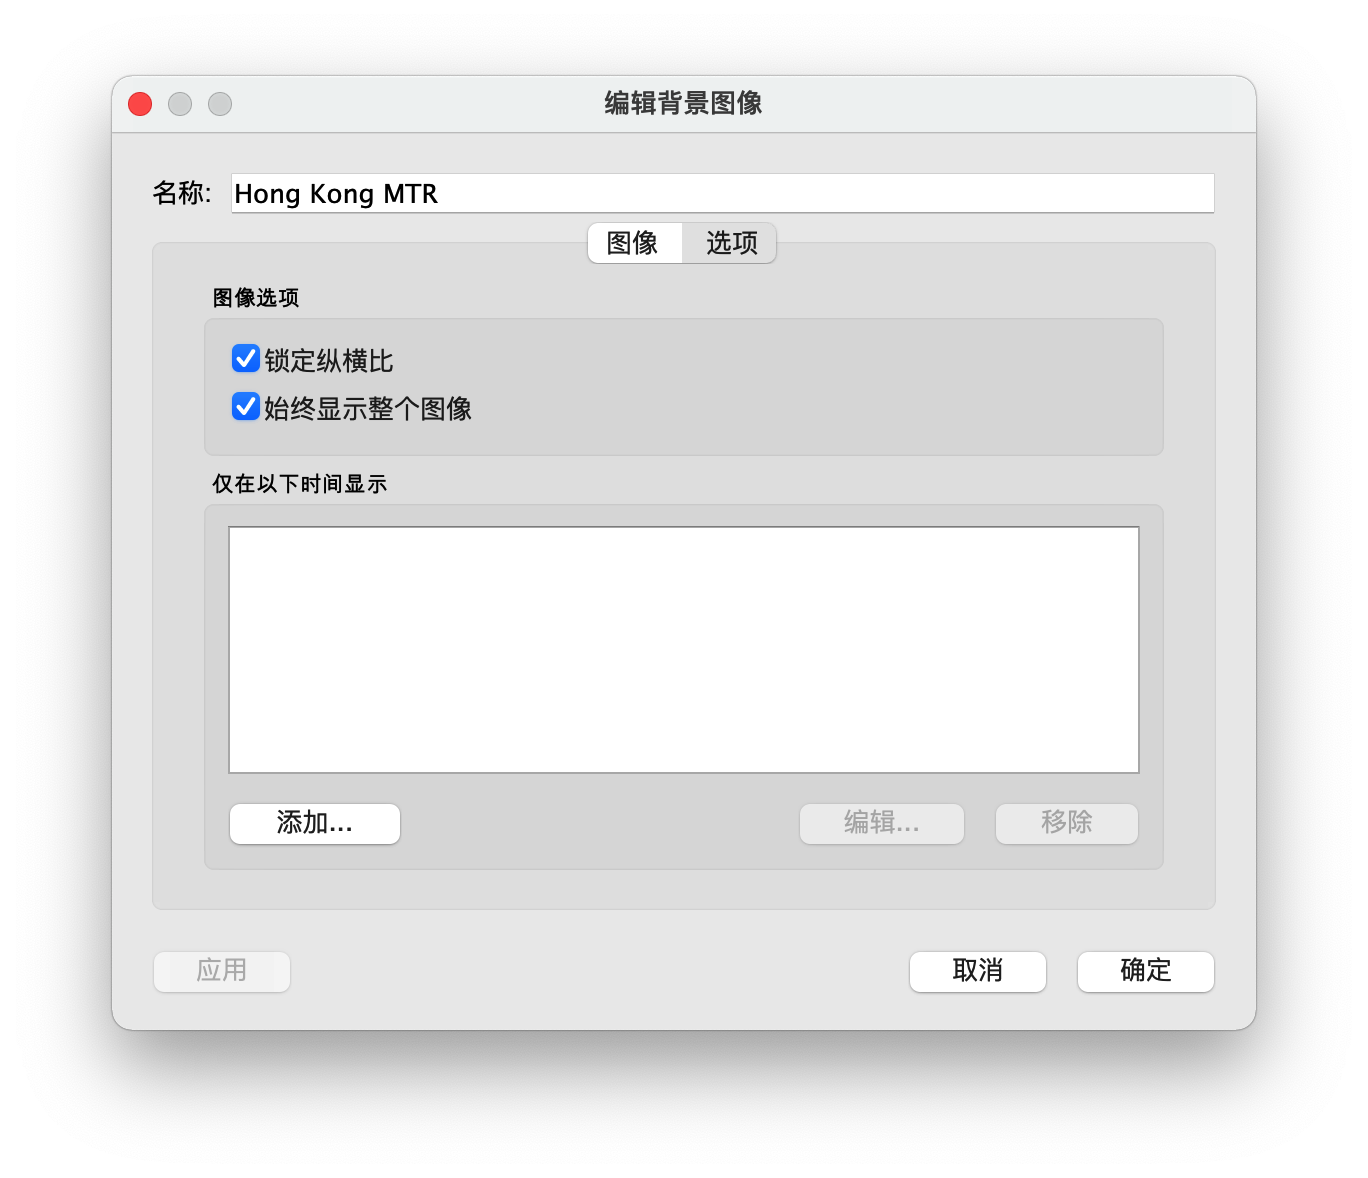 编辑背景图像
名称: Hong Kong MTR
图像 选项
图像选项
锁定纵横比
始终显示整个图像
仅在以下时间显示
添加... 编辑... 移除
应用 取消 确定